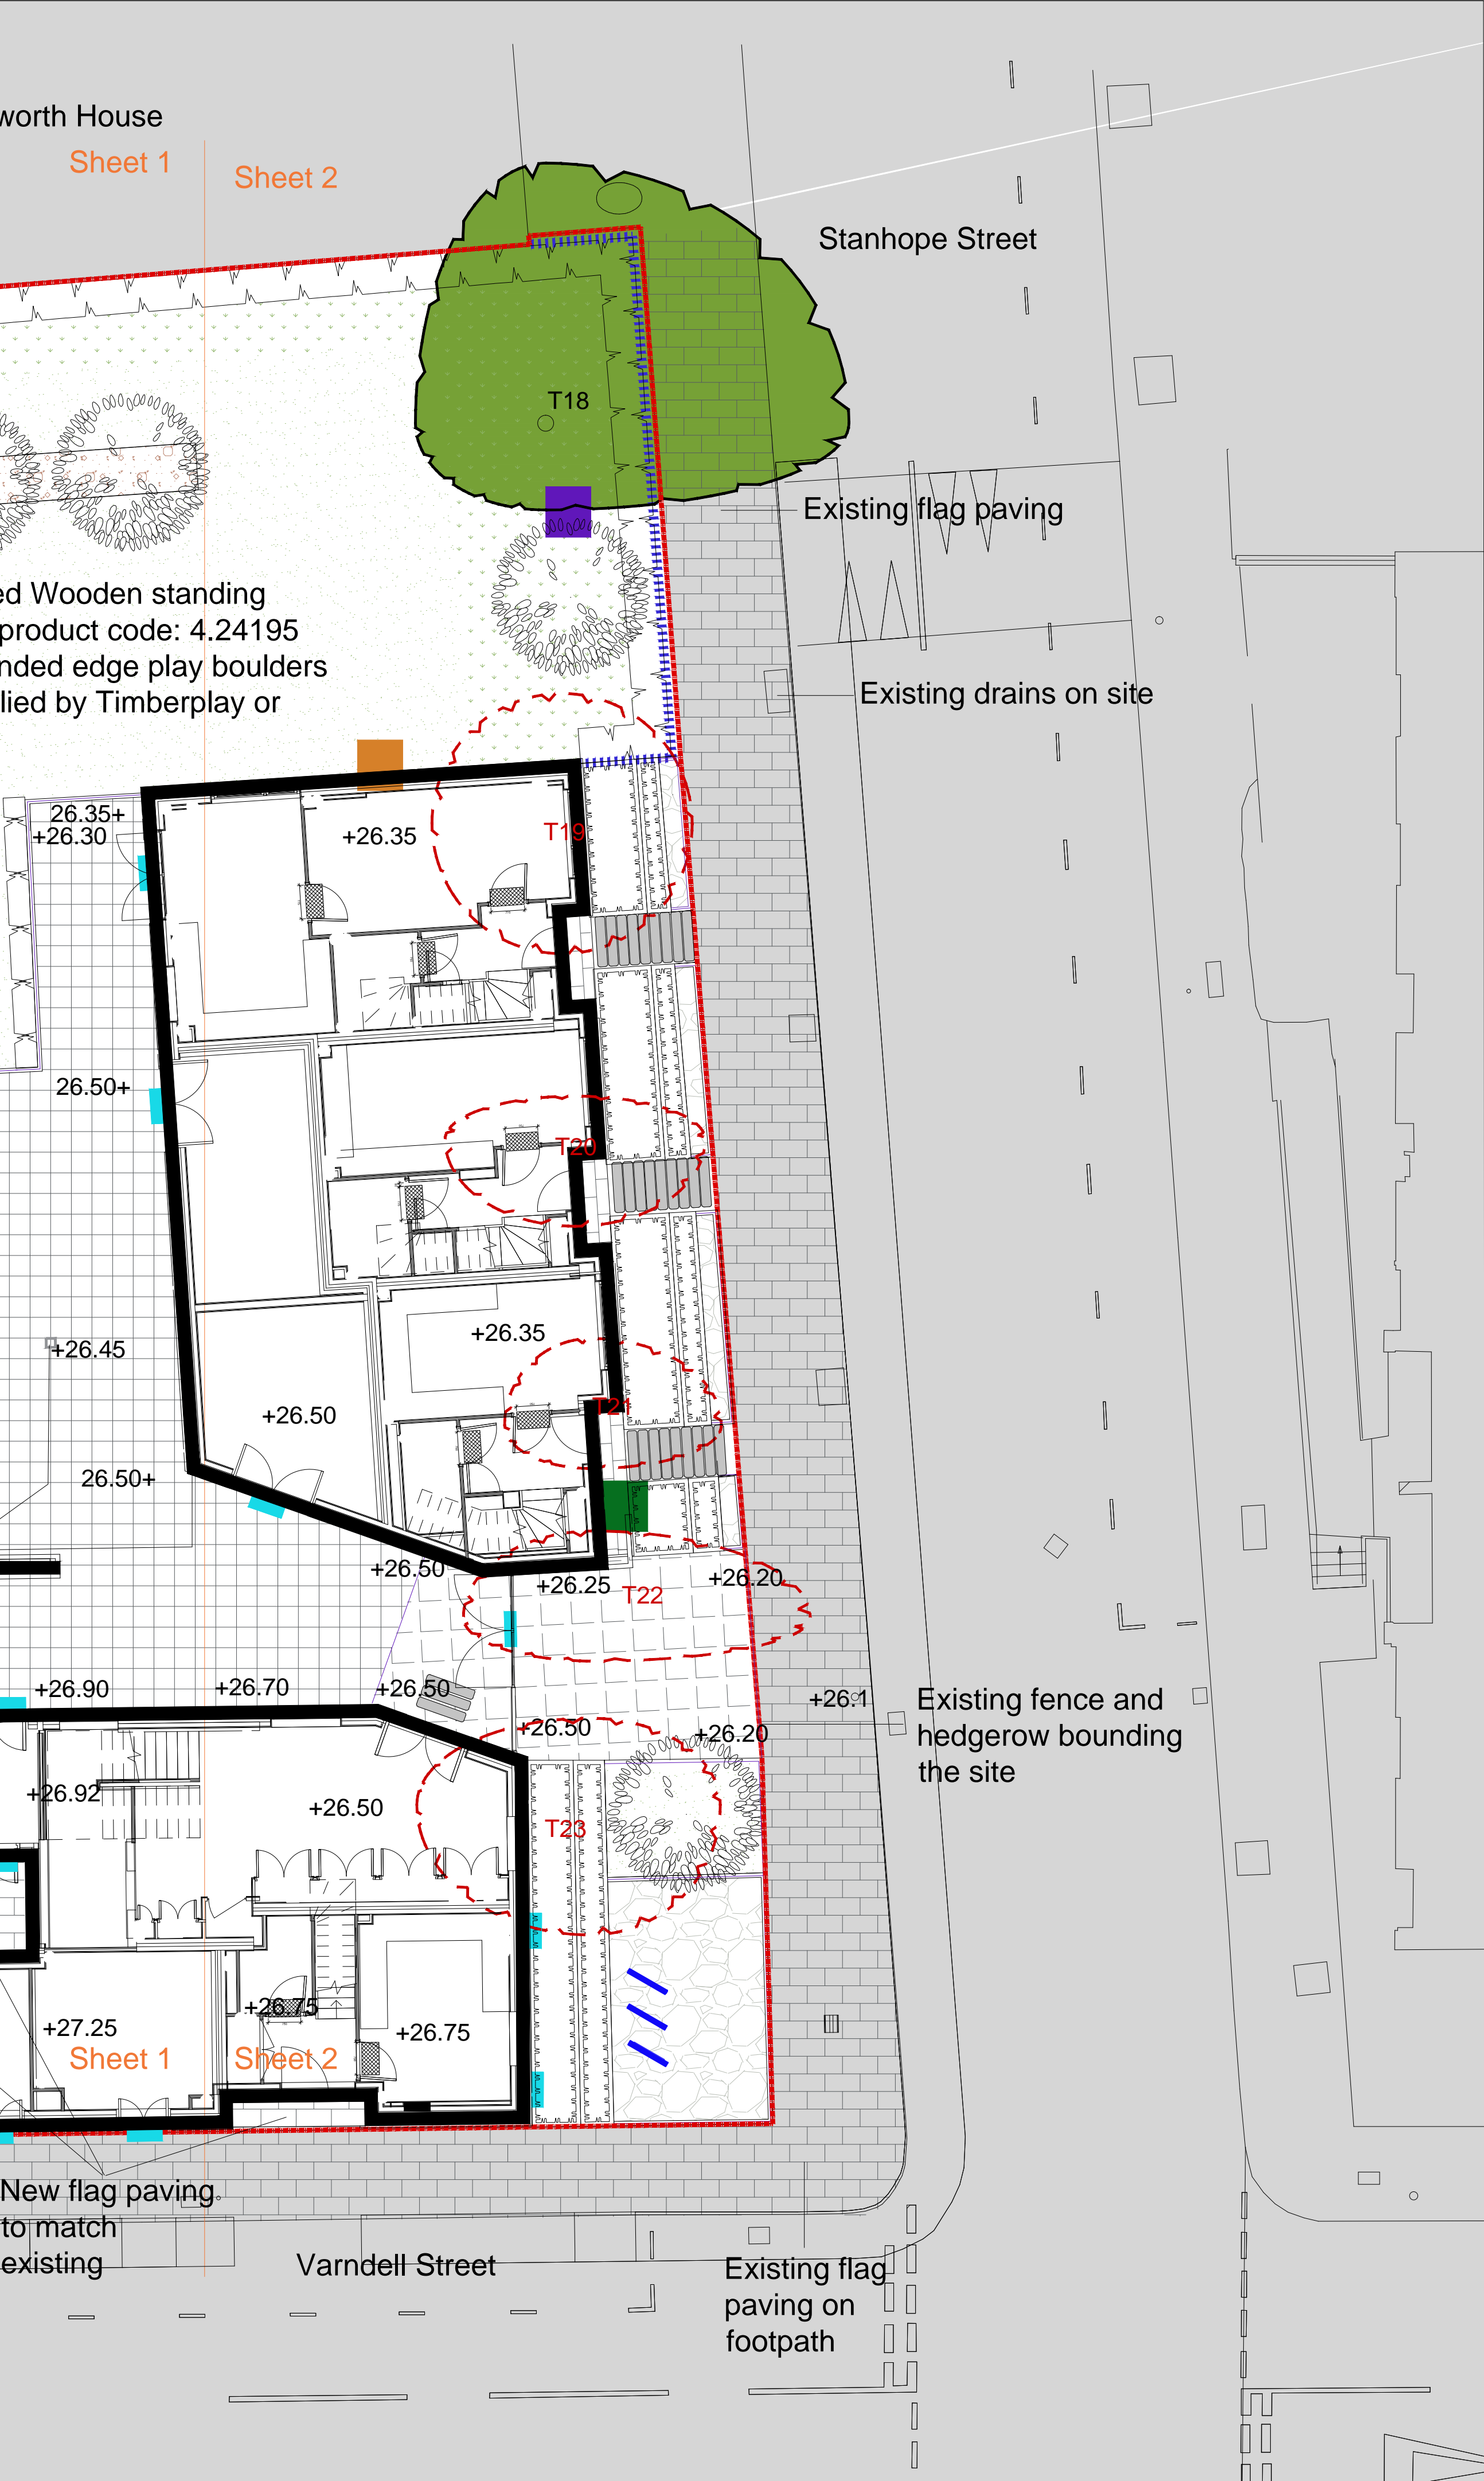 worth House
Sheet 1
Sheet 2
Stanhope Street
T18
Existing flag paving
ed Wooden standing
product code: 4.24195
nded edge play boulders
lied by Timberplay or
Existing drains on site
26.35+
+26.30
+26.35
T19
26.50+
T20
+26.35
+26.45
T21
+26.50
26.50+
+26.50
+26.25
T22
+26.20
+26.90
+26.70
+26.50
+26.1
Existing fence and
hedgerow bounding
the site
+26.50
+26.20
+26.92
+26.50
T23
+26.75
+27.25
+26.75
Sheet 1
Sheet 2
New flag paving
to match
existing
Varndell Street
Existing flag
paving on
footpath